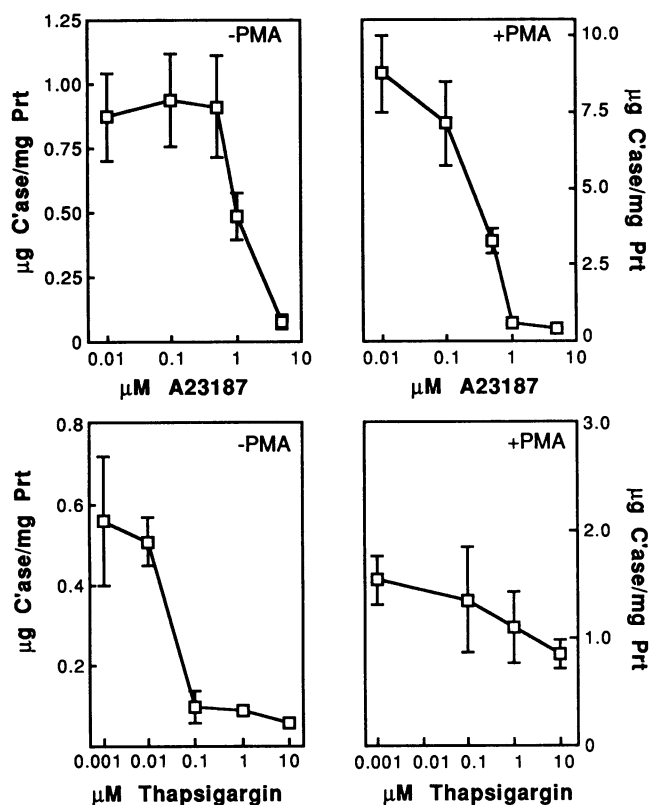 -PMA
1.25
1.00
0.75
0.50
0.25
0
µg C'ase/mg Prt
0.01 0.1 1 10
µM A23187
+PMA
10.0
7.5
5.0
2.5
0
µg C'ase/mg Prt
0.01 0.1 1 10
µM A23187
-PMA
0.8
0.6
0.4
0.2
µg C'ase/mg Prt
0.001 0.01 0.1 1 10
µM Thapsigargin
+PMA
3.0
2.0
1.0
0
µg C'ase/mg Prt
0.001 0.01 0.1 1 10
µM Thapsigargin